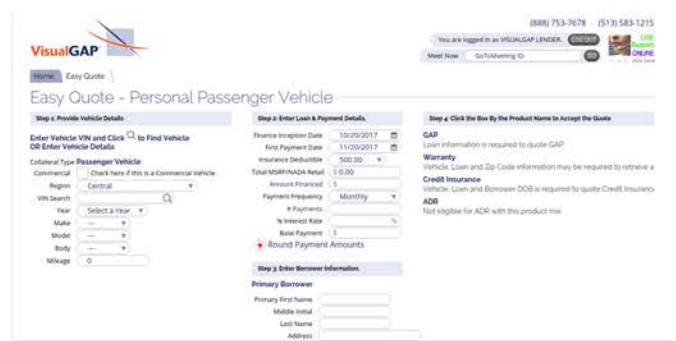 (888) 753-7678 (513) 583-1215
You are logged in as VISUALGAP LENDER.
LIVE
Support
ONLINE
click here
VisualGAP
Meet Now GoToMeeting ID GO
Home Easy Quote
Easy Quote - Personal Passenger Vehicle
Step 1: Provide Vehicle Details
Enter Vehicle VIN and Click to Find Vehicle
OR Enter Vehicle Details
Collateral Type Passenger Vehicle
Commercial Check here if this is a Commercial Vehicle
Region Central
VIN Search
Year Select a Year
Make ---
Model ---
Body ---
Mileage 0
Step 2: Enter Loan & Payment Details.
Finance Inception Date 10/20/2017
First Payment Date 11/20/2017
Insurance Deductible 500.00
Total MSRP/NADA Retail $ 0.00
Amount Financed $
Payment Frequency Monthly
# Payments
% Interest Rate %
Base Payment $
Round Payment Amounts
Step 3: Enter Borrower Information.
Primary Borrower
Primary First Name
Middle Initial
Last Name
Address
Step 4: Click the Box By the Product Name to Accept the Quote
GAP
Loan information is required to quote GAP
Warranty
Vehicle, Loan and Zip Code information may be required to retrieve a
Credit Insurance
Vehicle, Loan and Borrower DOB is required to quote Credit Insurance
ADR
Not eligible for ADR with this product mix